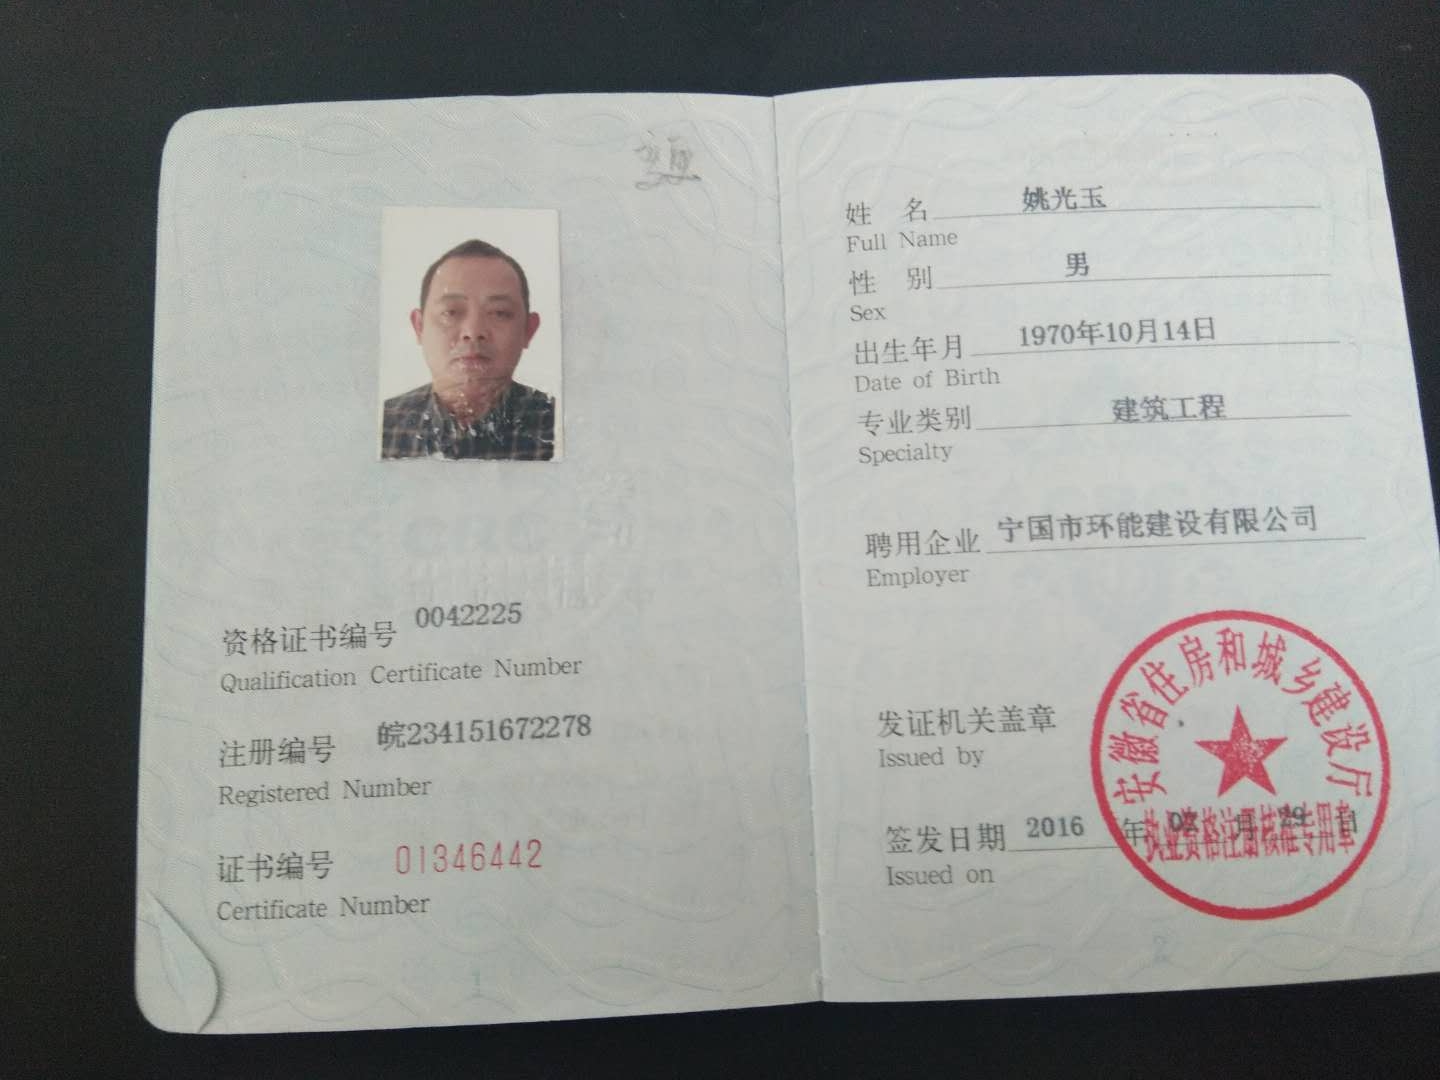 资格证书编号 0042225
Qualification Certificate Number
注册编号 皖234151672278
Registered Number
证书编号 01346442
Certificate Number
1
姓 名 姚光玉
Full Name
性 别 男
Sex
出生年月 1970年10月14日
Date of Birth
专业类别 建筑工程
Specialty
聘用企业 宁国市环能建设有限公司
Employer
发证机关盖章
Issued by
安徽省住房和城乡建设厅
执业资格注册核准专用章
签发日期 2016 年 月 29 日
Issued on
2